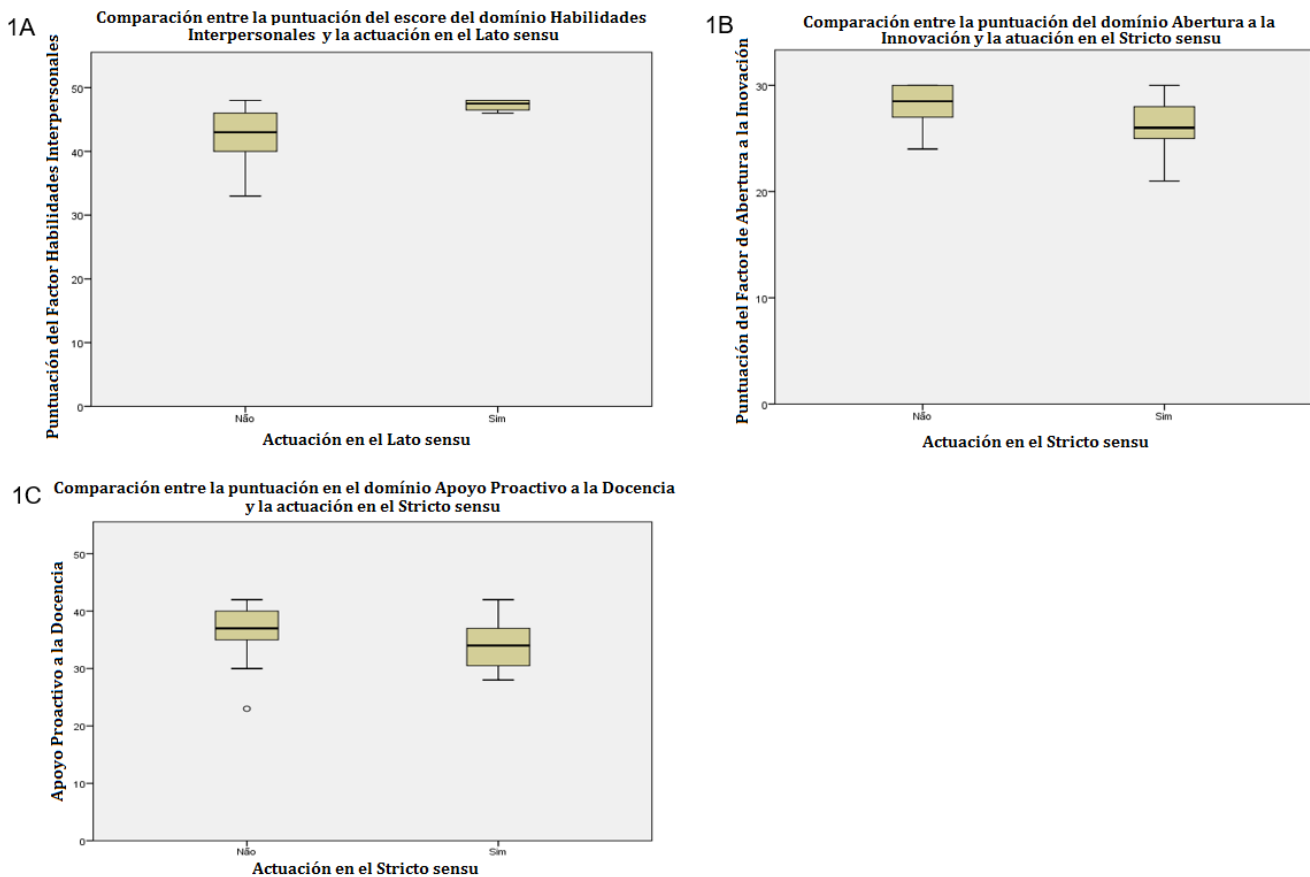 1A
Comparación entre la puntuación del escore del domínio Habilidades
Interpersonales y la actuación en el Lato sensu
Puntuación del Factor Habilidades Interpersonales
50
40
30
20
10
0
Não
Sim
Actuación en el Lato sensu
1B
Comparación entre la puntuación del domínio Abertura a la
Innovación y la atuación en el Stricto sensu
Puntuación del Factor de Abertura a la Inovación
30
20
10
0
Não
Sim
Actuación en el Stricto sensu
1C
Comparación entre la puntuación en el domínio Apoyo Proactivo a la Docencia
y la actuación en el Stricto sensu
Apoyo Proactivo a la Docencia
50
40
30
20
10
0
Não
Sim
Actuación en el Stricto sensu